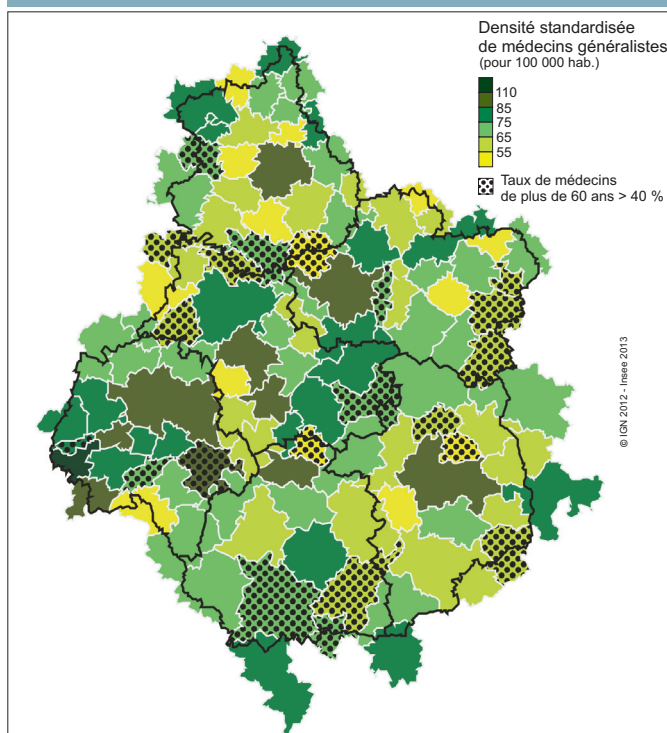 Densité standardisée
de médecins généralistes
(pour 100 000 hab.)
110
85
75
65
55
Taux de médecins
de plus de 60 ans > 40 %
© IGN 2012 - Insee 2013